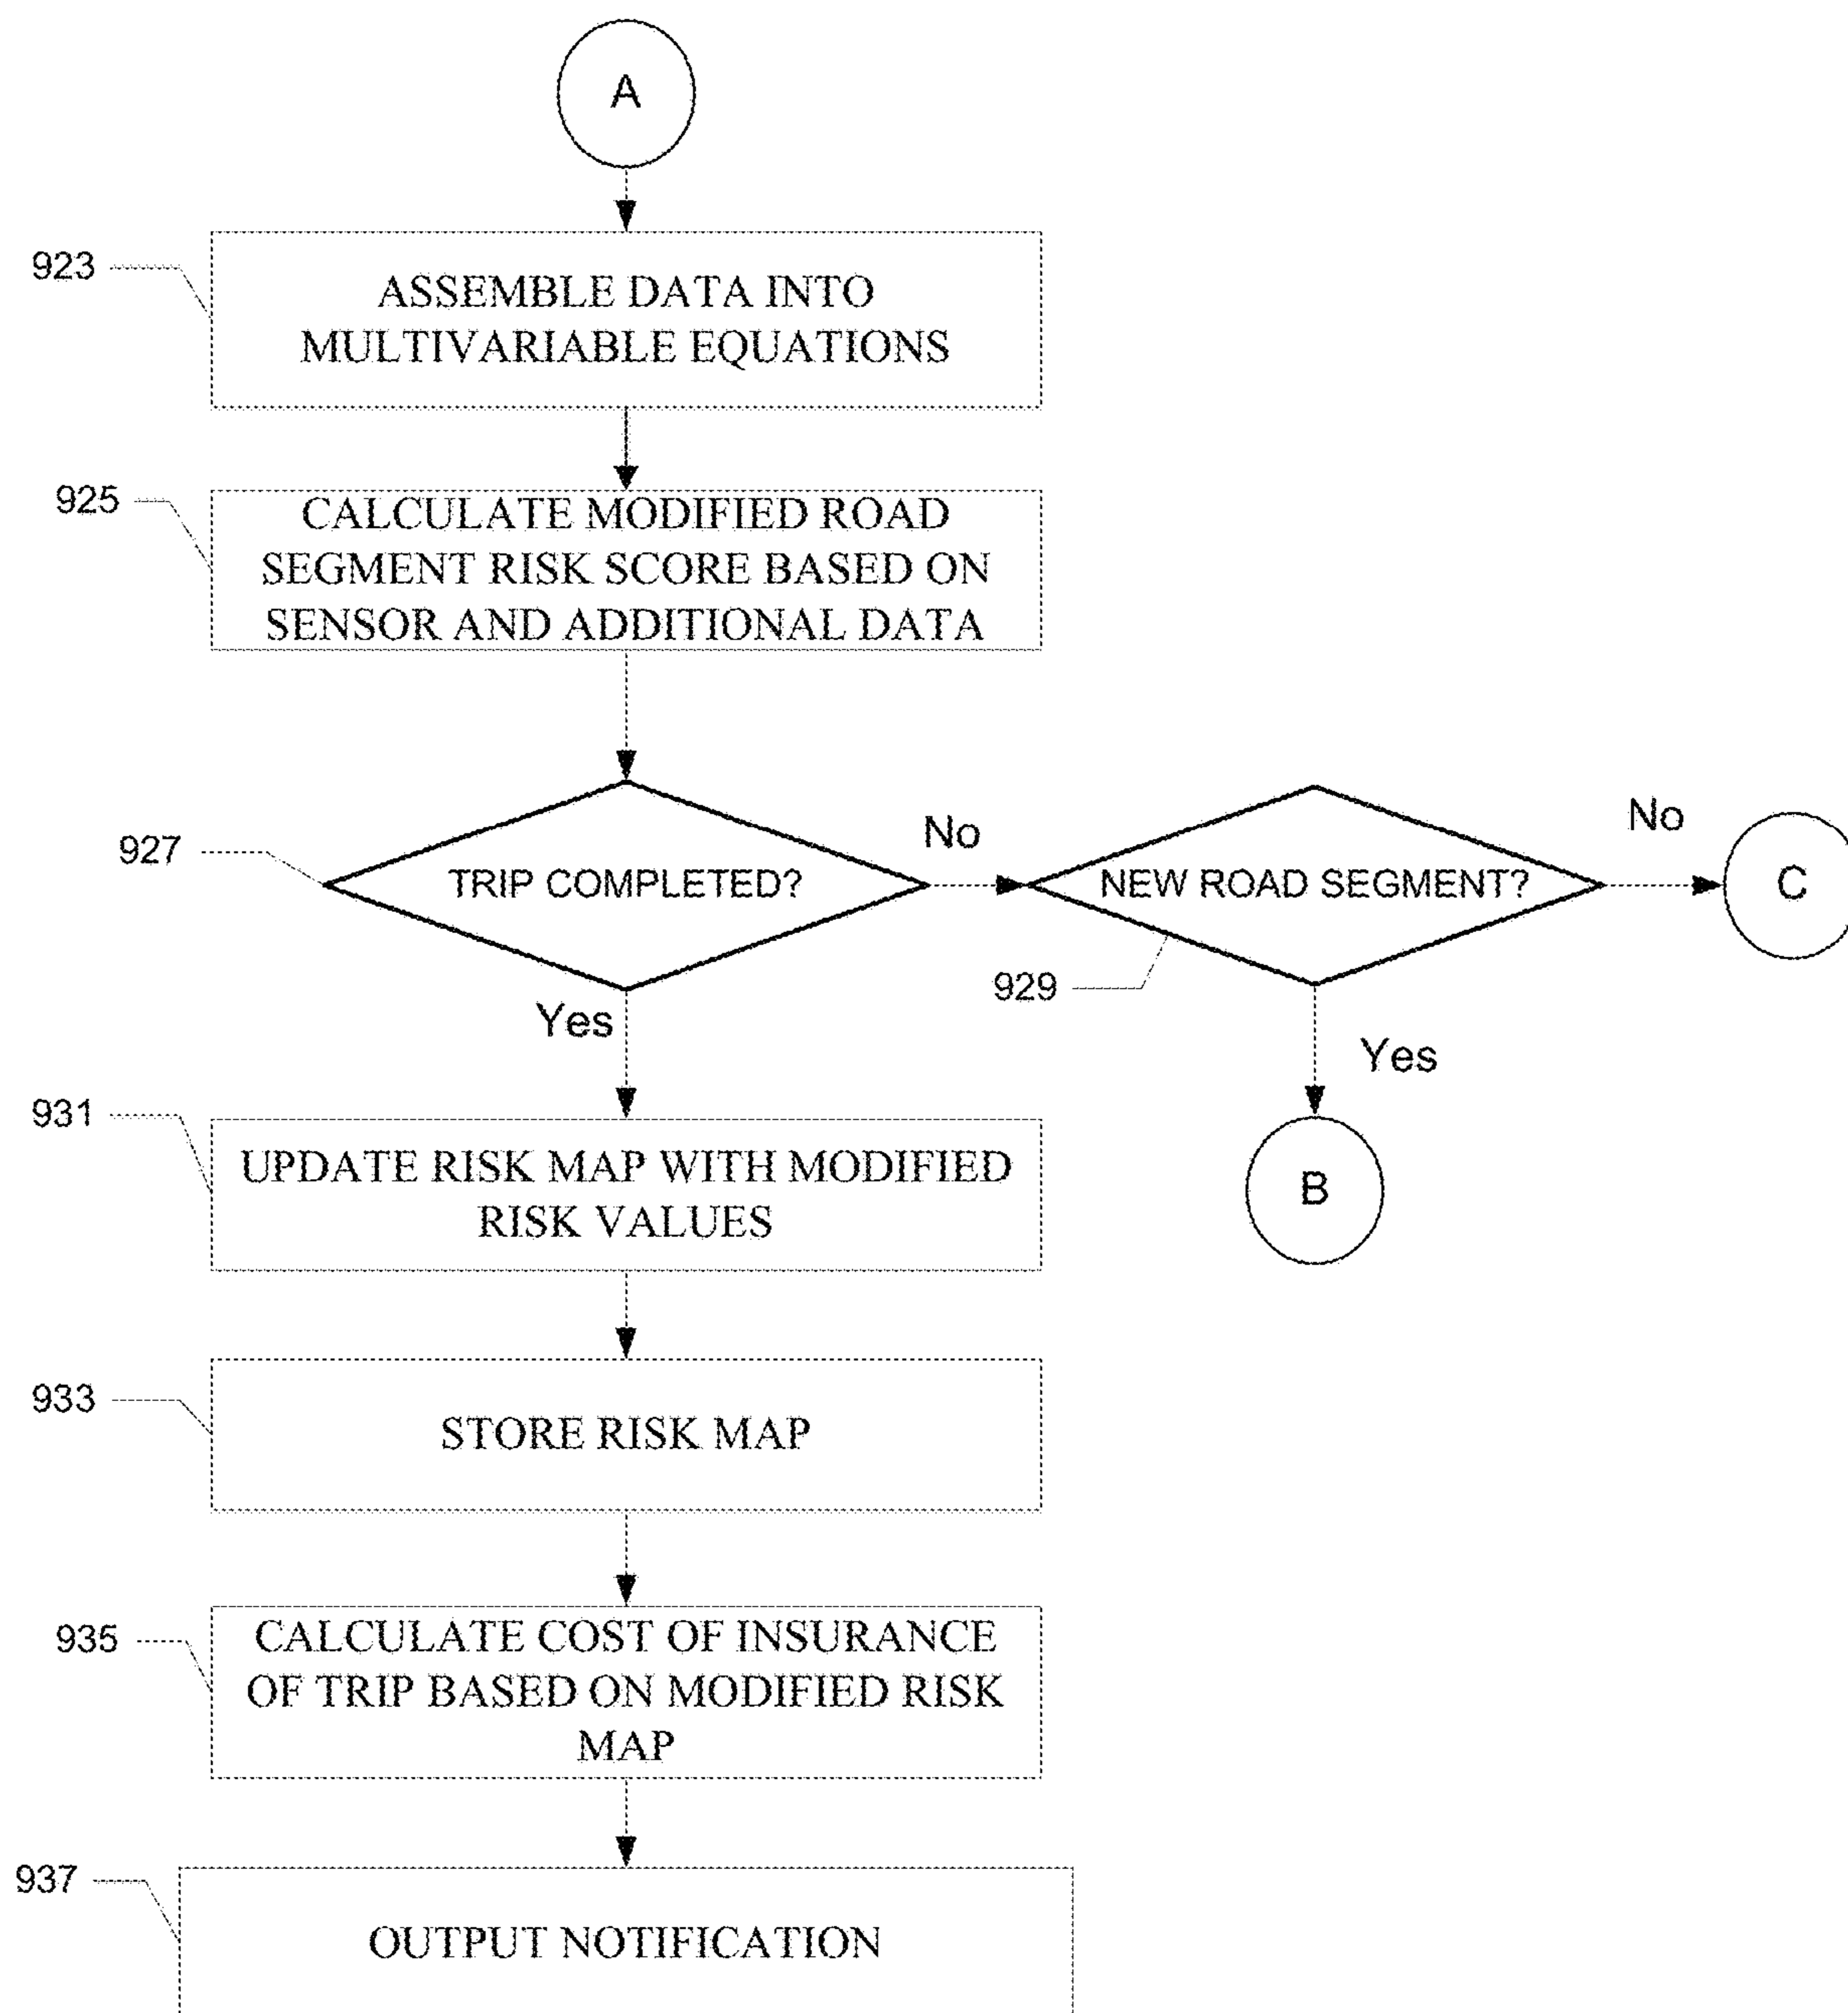 A
923
ASSEMBLE DATA INTO
MULTIVARIABLE EQUATIONS
925
CALCULATE MODIFIED ROAD
SEGMENT RISK SCORE BASED ON
SENSOR AND ADDITIONAL DATA
927
TRIP COMPLETED?
No
NEW ROAD SEGMENT?
No
C
929
Yes
Yes
B
931
UPDATE RISK MAP WITH MODIFIED
RISK VALUES
933
STORE RISK MAP
935
CALCULATE COST OF INSURANCE
OF TRIP BASED ON MODIFIED RISK
MAP
937
OUTPUT NOTIFICATION